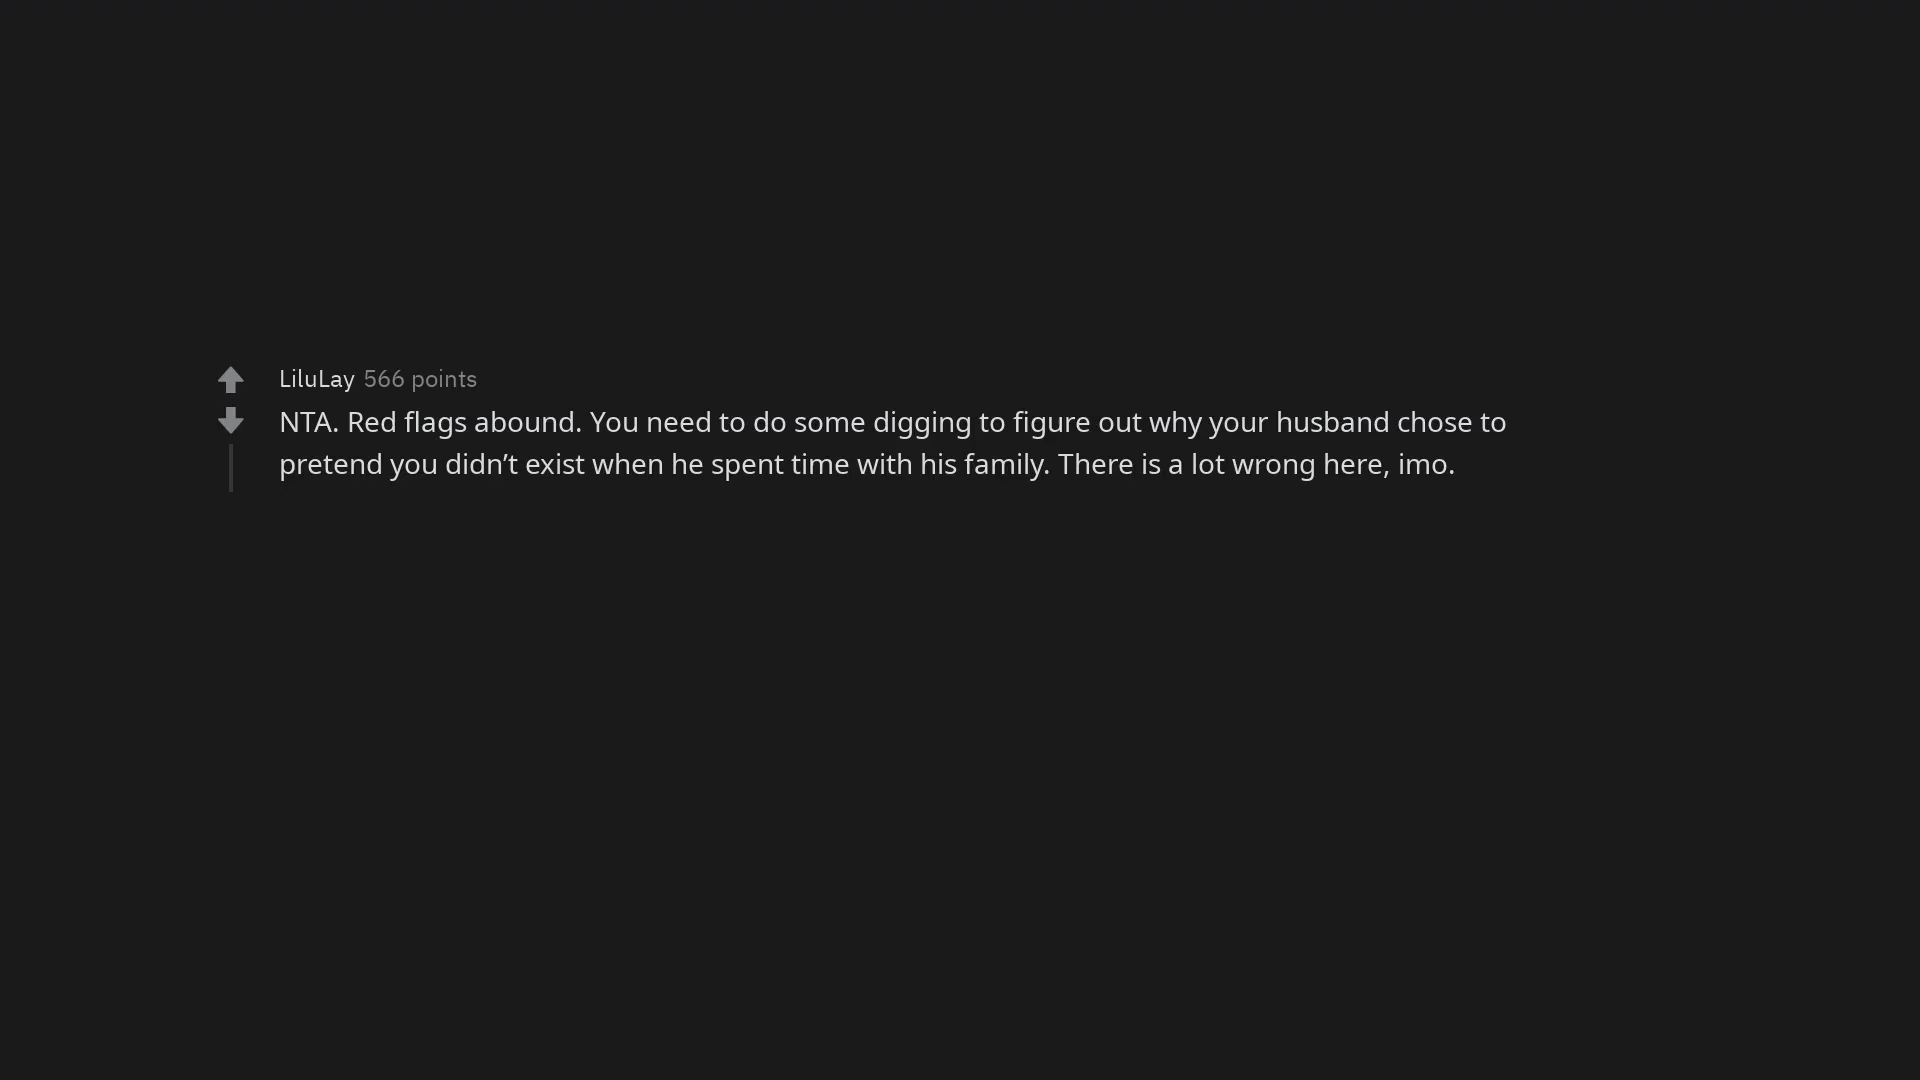 LiluLay 566 points
NTA. Red flags abound. You need to do some digging to figure out why your husband chose to
pretend you didn’t exist when he spent time with his family. There is a lot wrong here, imo.